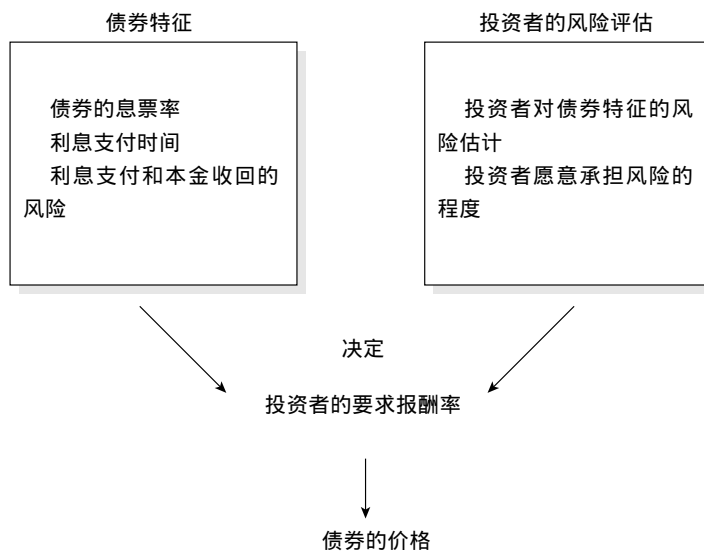 债券特征
债券的息票率
利息支付时间
利息支付和本金收回的
风险
投资者的风险评估
投资者对债券特征的风
险估计
投资者愿意承担风险的
程度
决定
投资者的要求报酬率
债券的价格